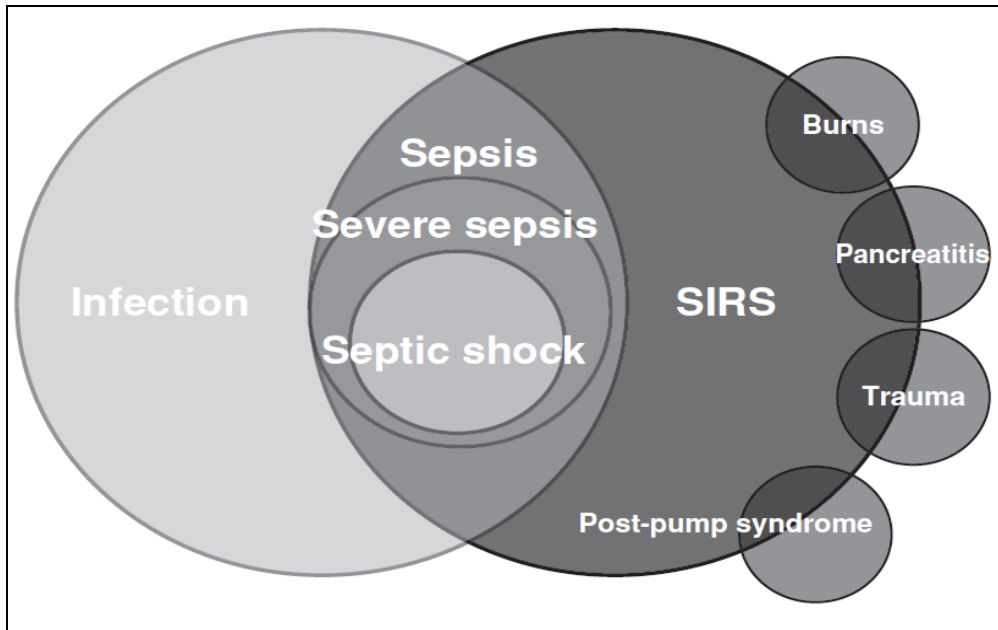 Burns
Sepsis
Severe sepsis
Pancreatitis
Infection
SIRS
Septic shock
Trauma
Post-pump syndrome